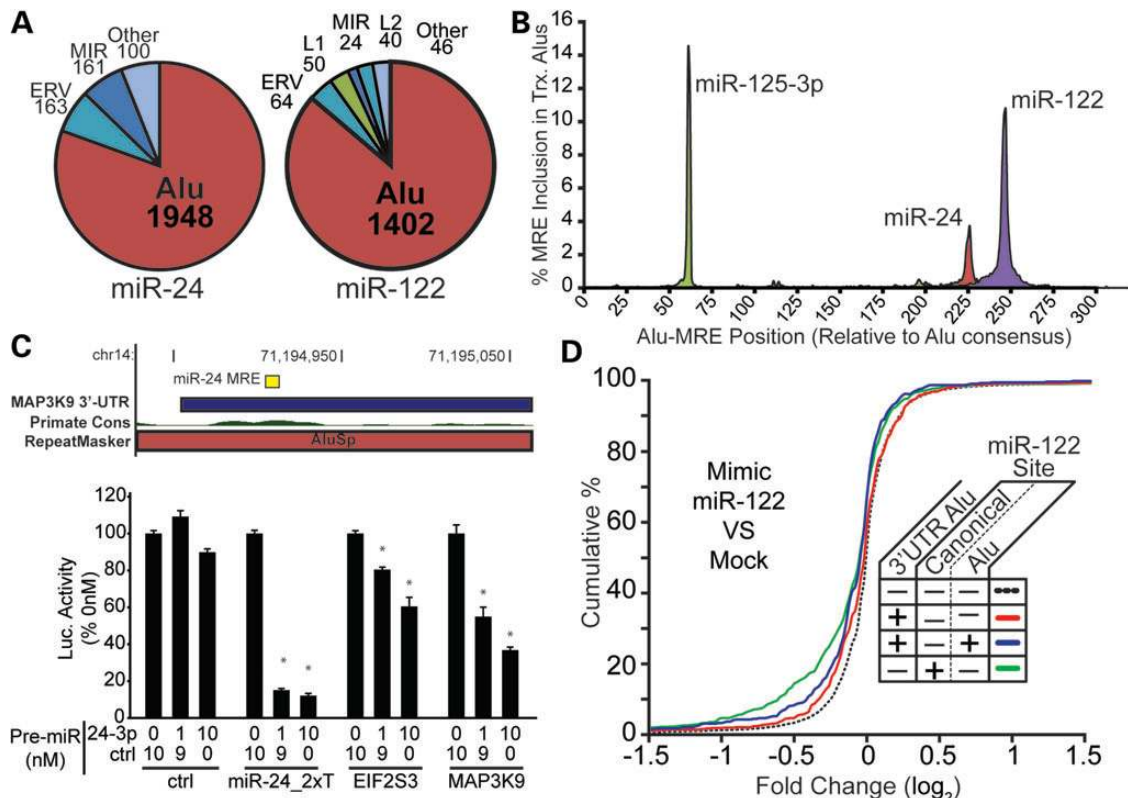 A
Other
100
MIR
161
ERV
163
Alu
1948
miR-24
MIR
24
L2
40
Other
46
L1
50
ERV
64
Alu
1402
miR-122
B
% MRE Inclusion in Trx. Alus
16
14
12
10
8
6
4
2
0
miR-125-3p
miR-24
miR-122
0 25 50 75 100 125 150 175 200 225 250 275 300
Alu-MRE Position (Relative to Alu consensus)
C
chr14: 71,194,950 71,195,050
miR-24 MRE
MAP3K9 3'-UTR
Primate Cons
RepeatMasker AluSp
Luc. Activity
(% 0nM)
120
100
80
60
40
20
0
* * * * * *
Pre-miR 24-3p 0 1 10 0 1 10 0 1 10 0 1 10
(nM) ctrl 10 9 0 10 9 0 10 9 0 10 9 0
ctrl miR-24_2xT EIF2S3 MAP3K9
D
Cumulative %
100
80
60
40
20
0
Mimic
miR-122
VS
Mock
miR-122
Site
3'UTR Alu
Canonical
Alu
– – –
+ – –
+ – +
– + –
-1.5 -1 -0.5 0 0.5 1 1.5
Fold Change (log2)